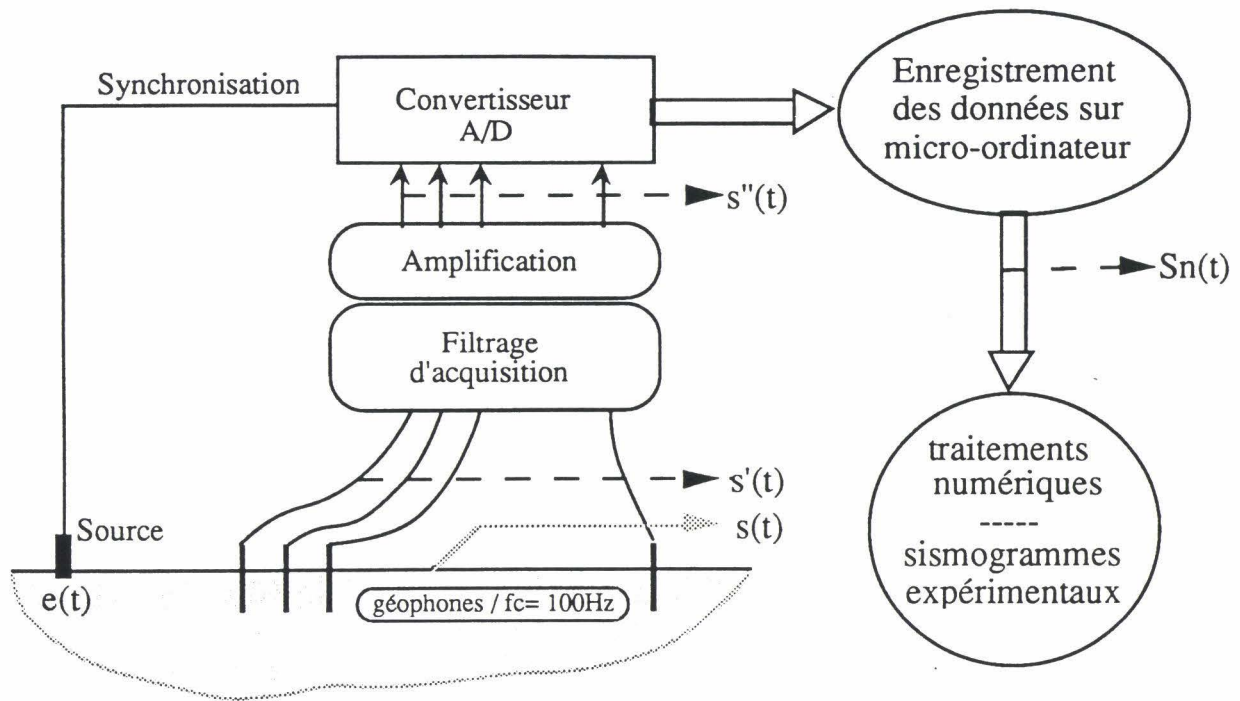 Synchronisation
Convertisseur
A/D
Enregistrement
des données sur
micro-ordinateur
s''(t)
Amplification
Sn(t)
Filtrage
d'acquisition
traitements
numériques
-----
sismogrammes
expérimentaux
s'(t)
s(t)
Source
e(t)
géophones / fc= 100Hz